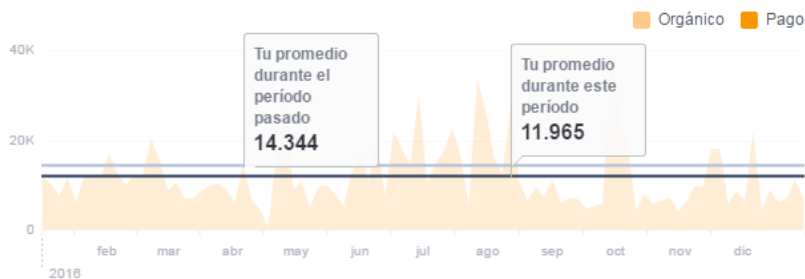 Orgánico Pago
40K
Tu promedio
durante el
período
pasado
14.344
Tu promedio
durante este
período
11.965
20K
0
feb mar abr may jun jul ago sep oct nov dic
2016